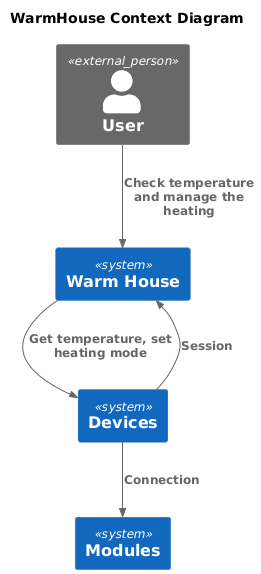 WarmHouse Context Diagram
«external_person»
User
Check temperature
and manage the
heating
«system»
Warm House
Get temperature, set
heating mode
Session
«system»
Devices
Connection
«system»
Modules